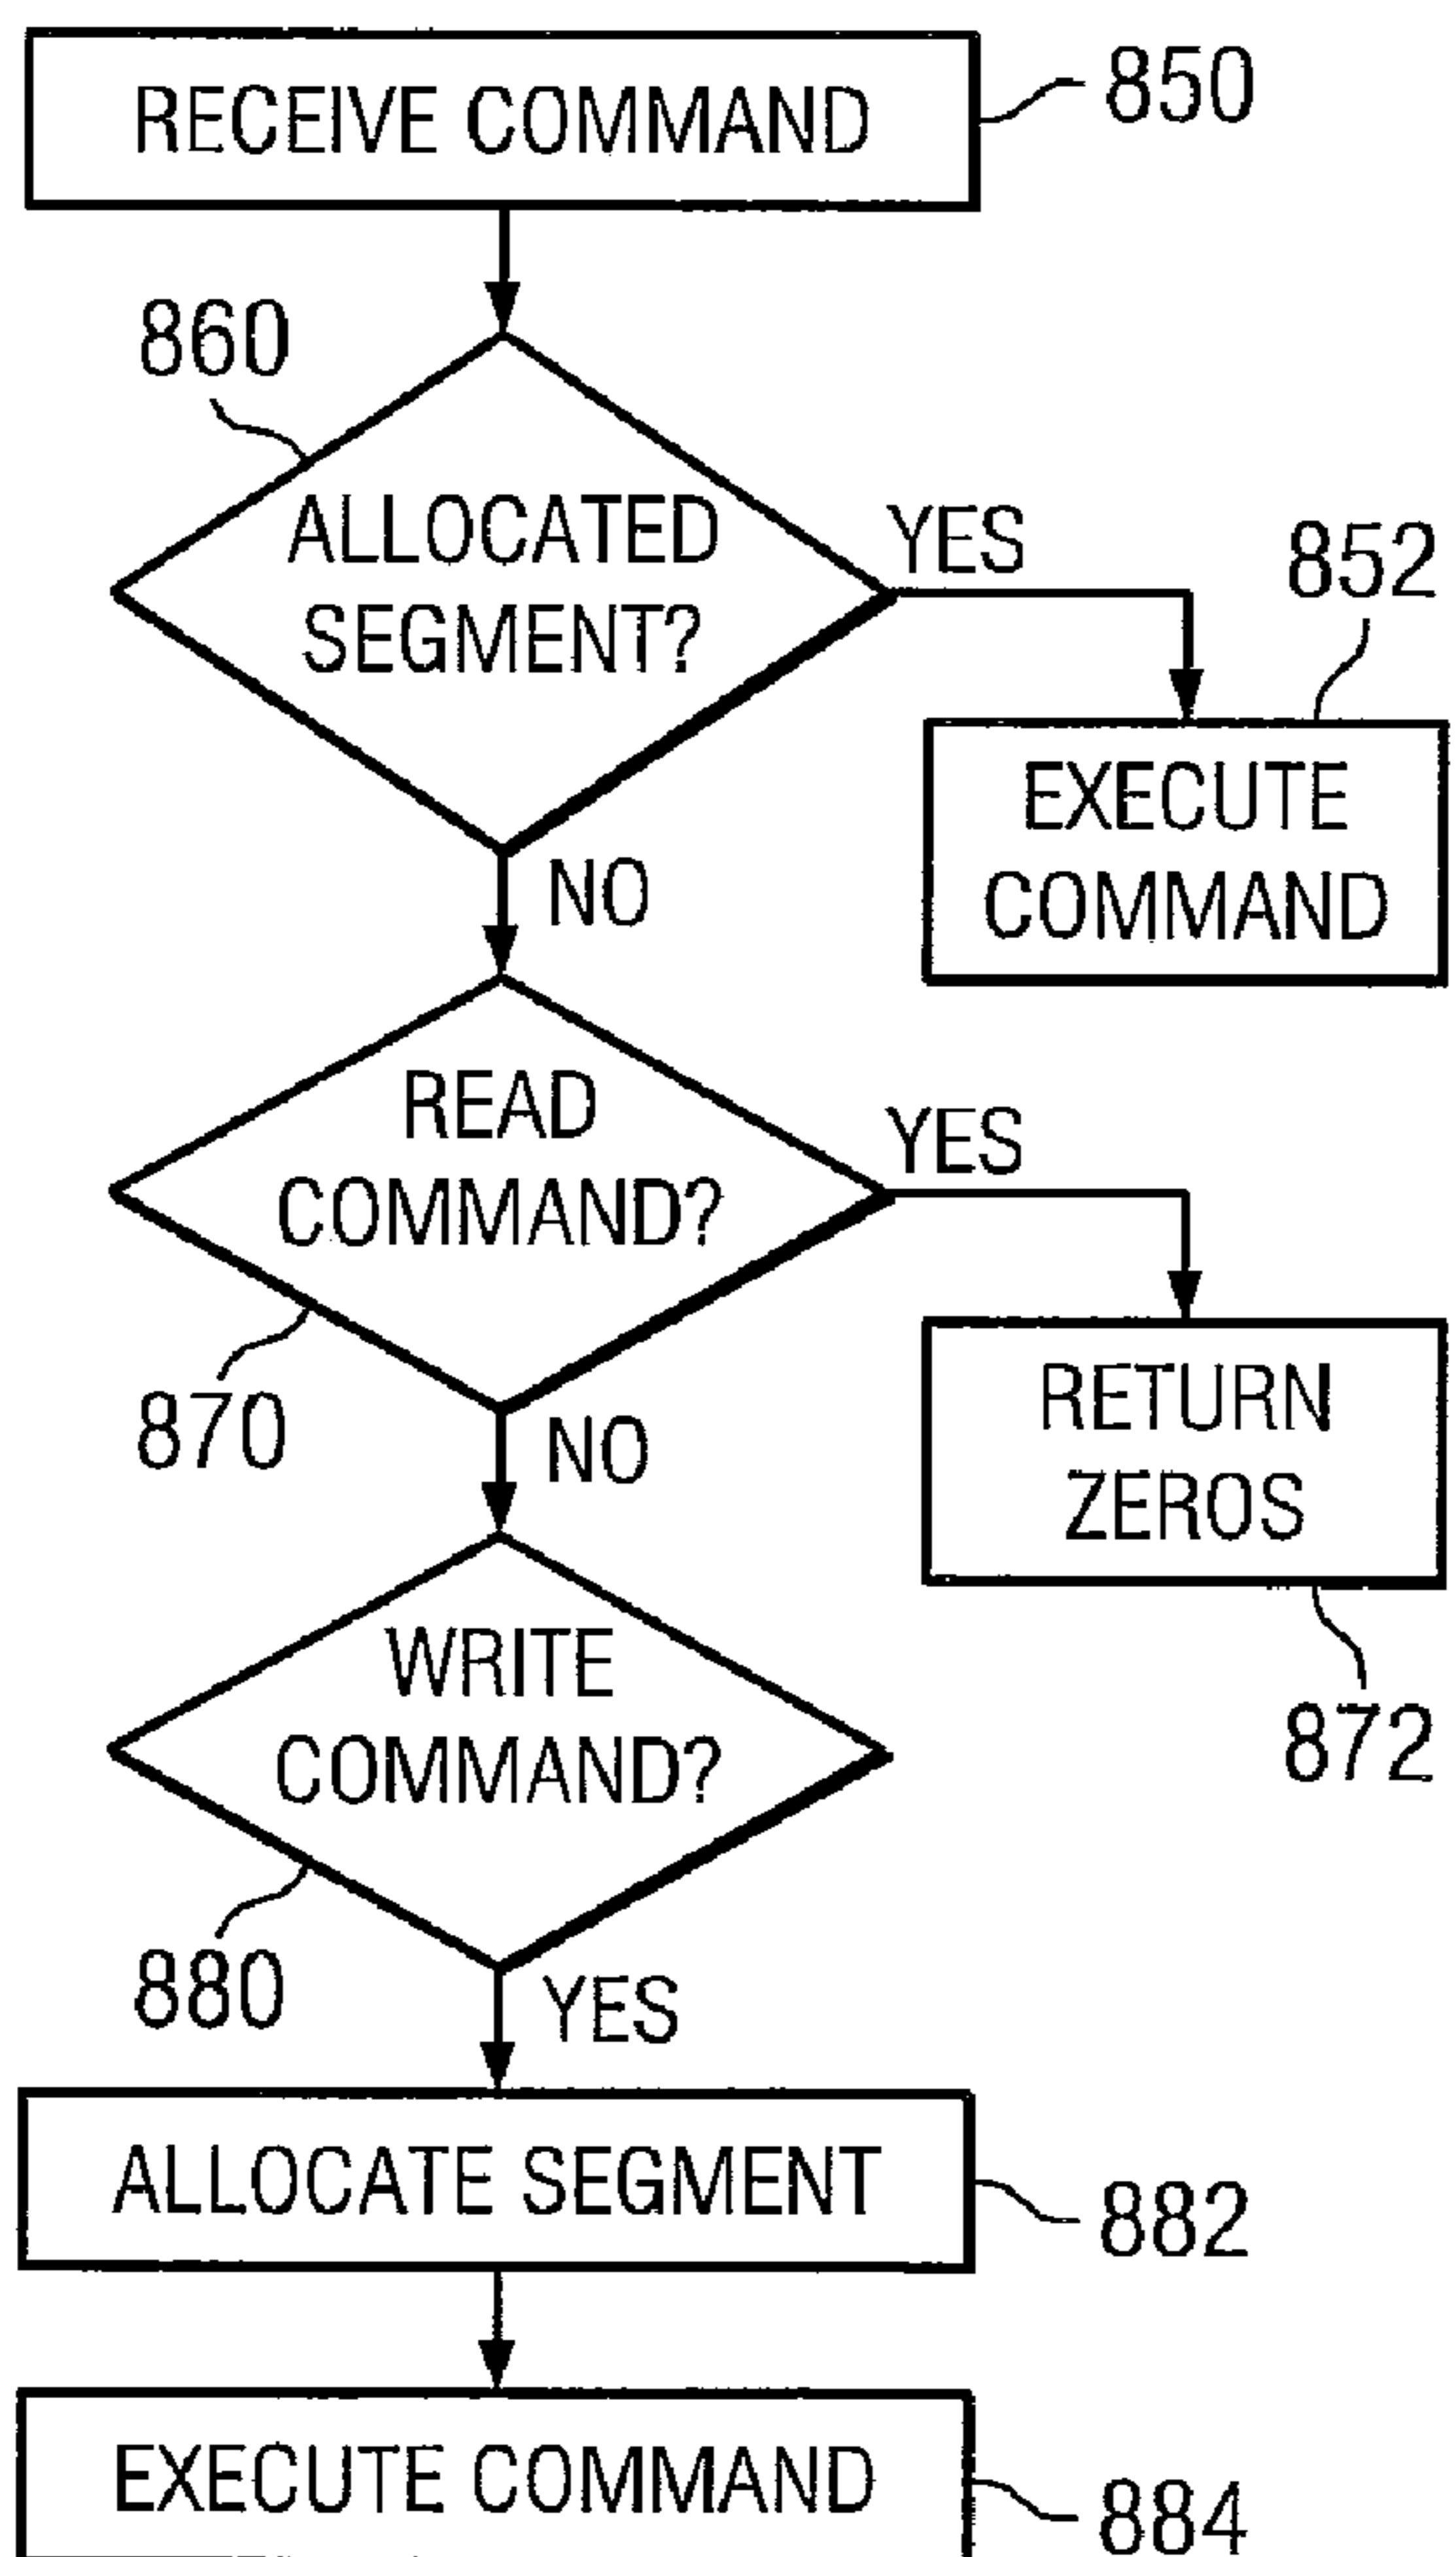 RECEIVE COMMAND
850
860
ALLOCATED
SEGMENT?
YES
852
EXECUTE
COMMAND
NO
READ
COMMAND?
YES
870
RETURN
ZEROS
872
NO
WRITE
COMMAND?
880
YES
ALLOCATE SEGMENT
882
EXECUTE COMMAND
884